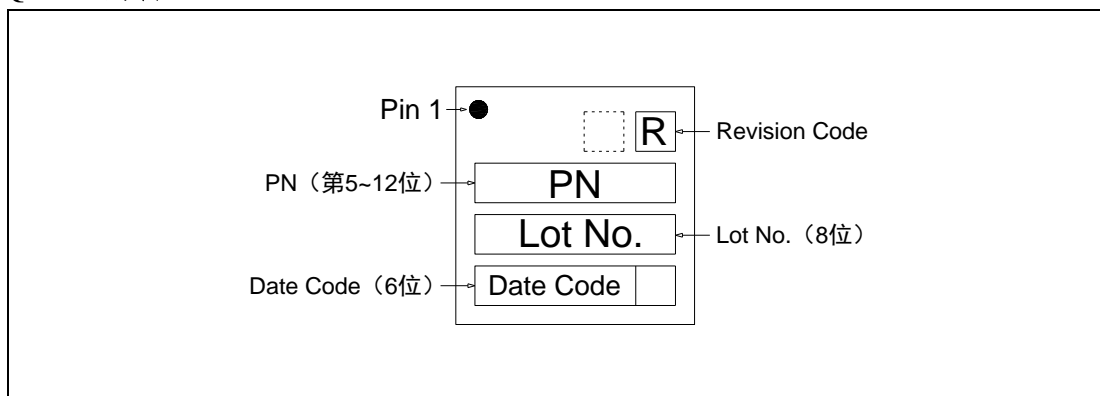 Pin 1
R
Revision Code
PN（第5~12位）
PN
Lot No.
Lot No.（8位）
Date Code（6位）
Date Code